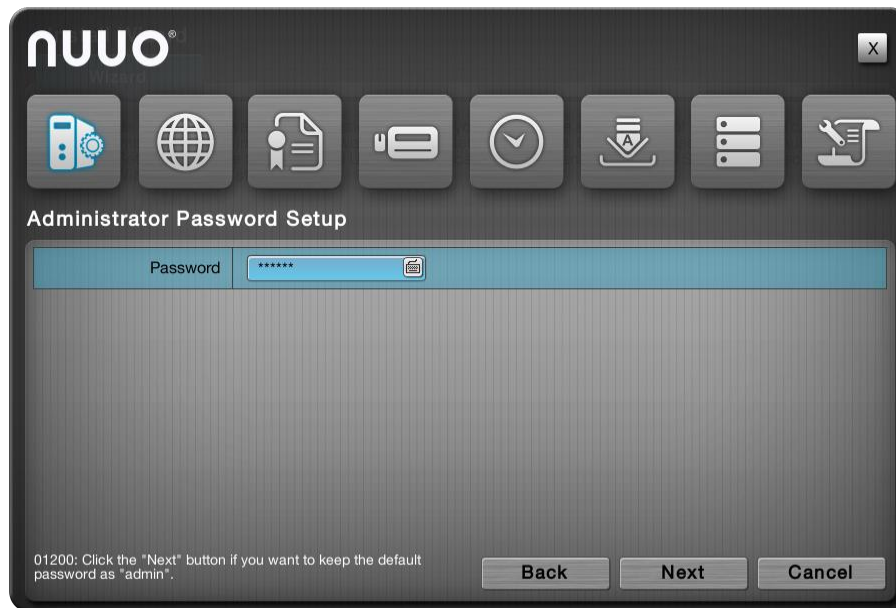 nuuo®
Wizard
X
Administrator Password Setup
Password ******
01200: Click the "Next" button if you want to keep the default
password as "admin".
Back Next Cancel